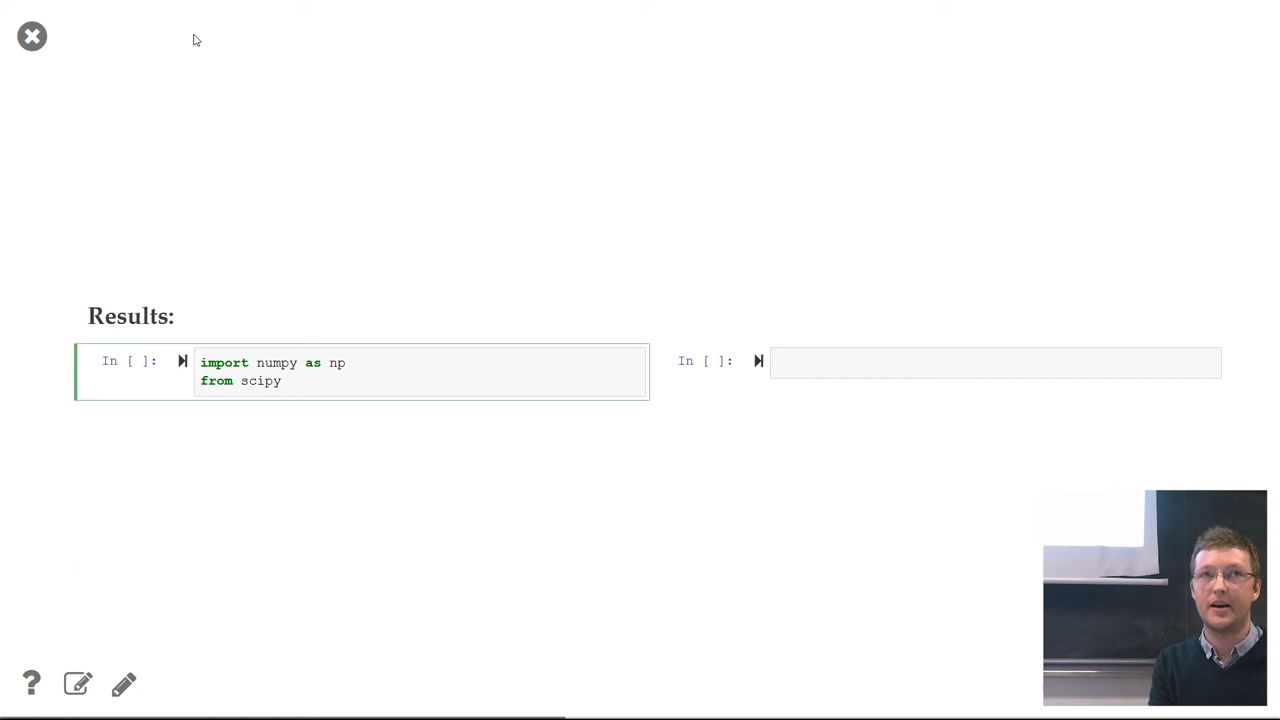 Results:
In [ ]:
import numpy as np
from scipy
In [ ]:
?